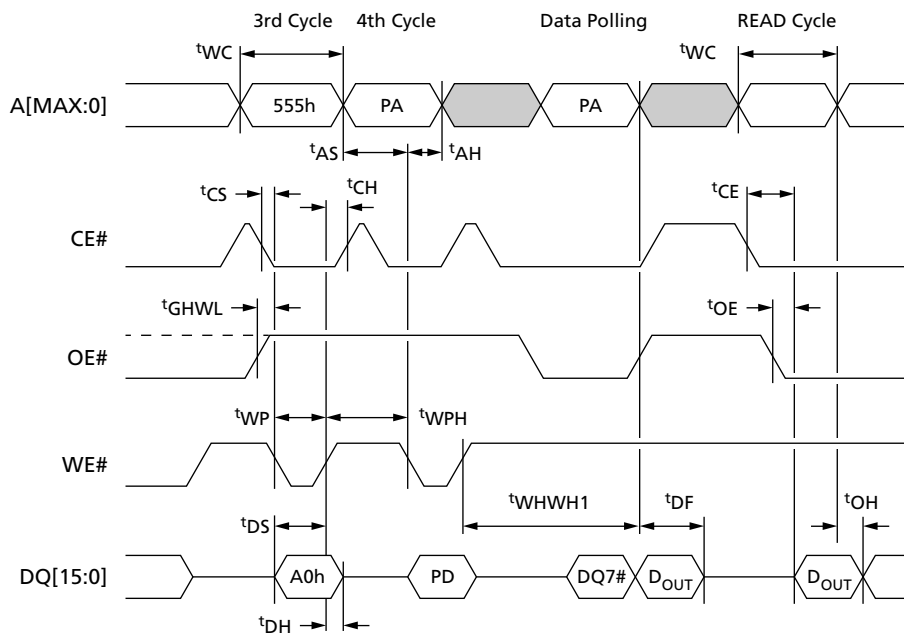 3rd Cycle 4th Cycle Data Polling READ Cycle
tWC tWC
A[MAX:0] 555h PA PA
tAS tAH
tCS tCH tCE
CE#
tGHWL tOE
OE#
tWP tWPH
WE#
tWHWH1 tDF tOH
tDS
DQ[15:0] A0h PD DQ7# DOUT DOUT
tDH